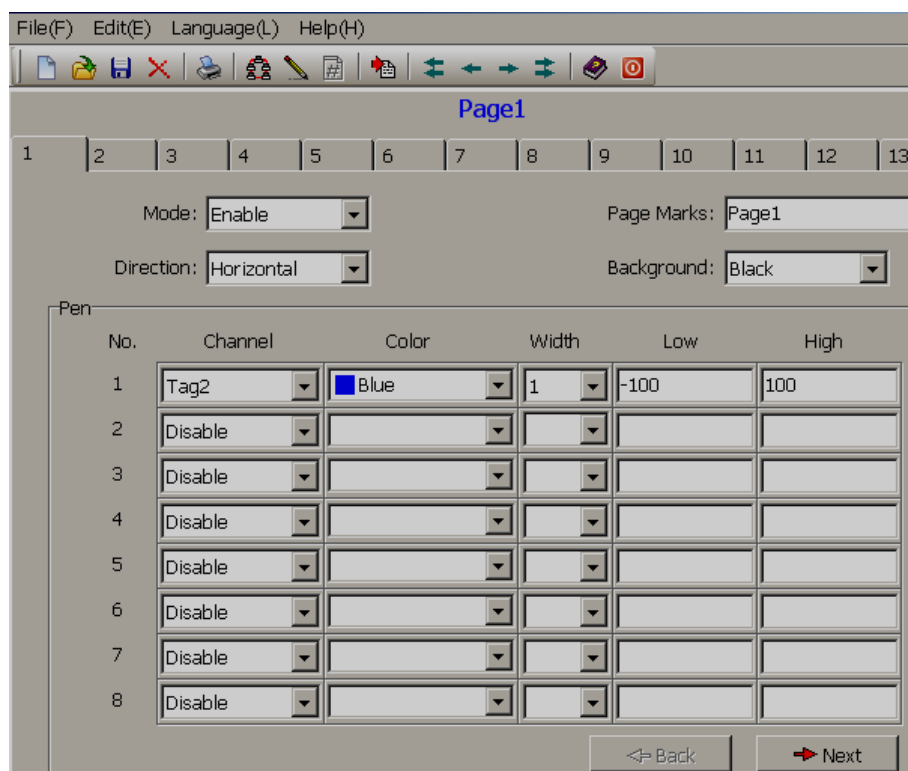 File(F) Edit(E) Language(L) Help(H)
#
Page1
1 2 3 4 5 6 7 8 9 10 11 12 13
Mode: Enable Page Marks: Page1
Direction: Horizontal Background: Black
Pen
No. Channel Color Width Low High
1 Tag2 Blue 1 -100 100
2 Disable
3 Disable
4 Disable
5 Disable
6 Disable
7 Disable
8 Disable
Back Next